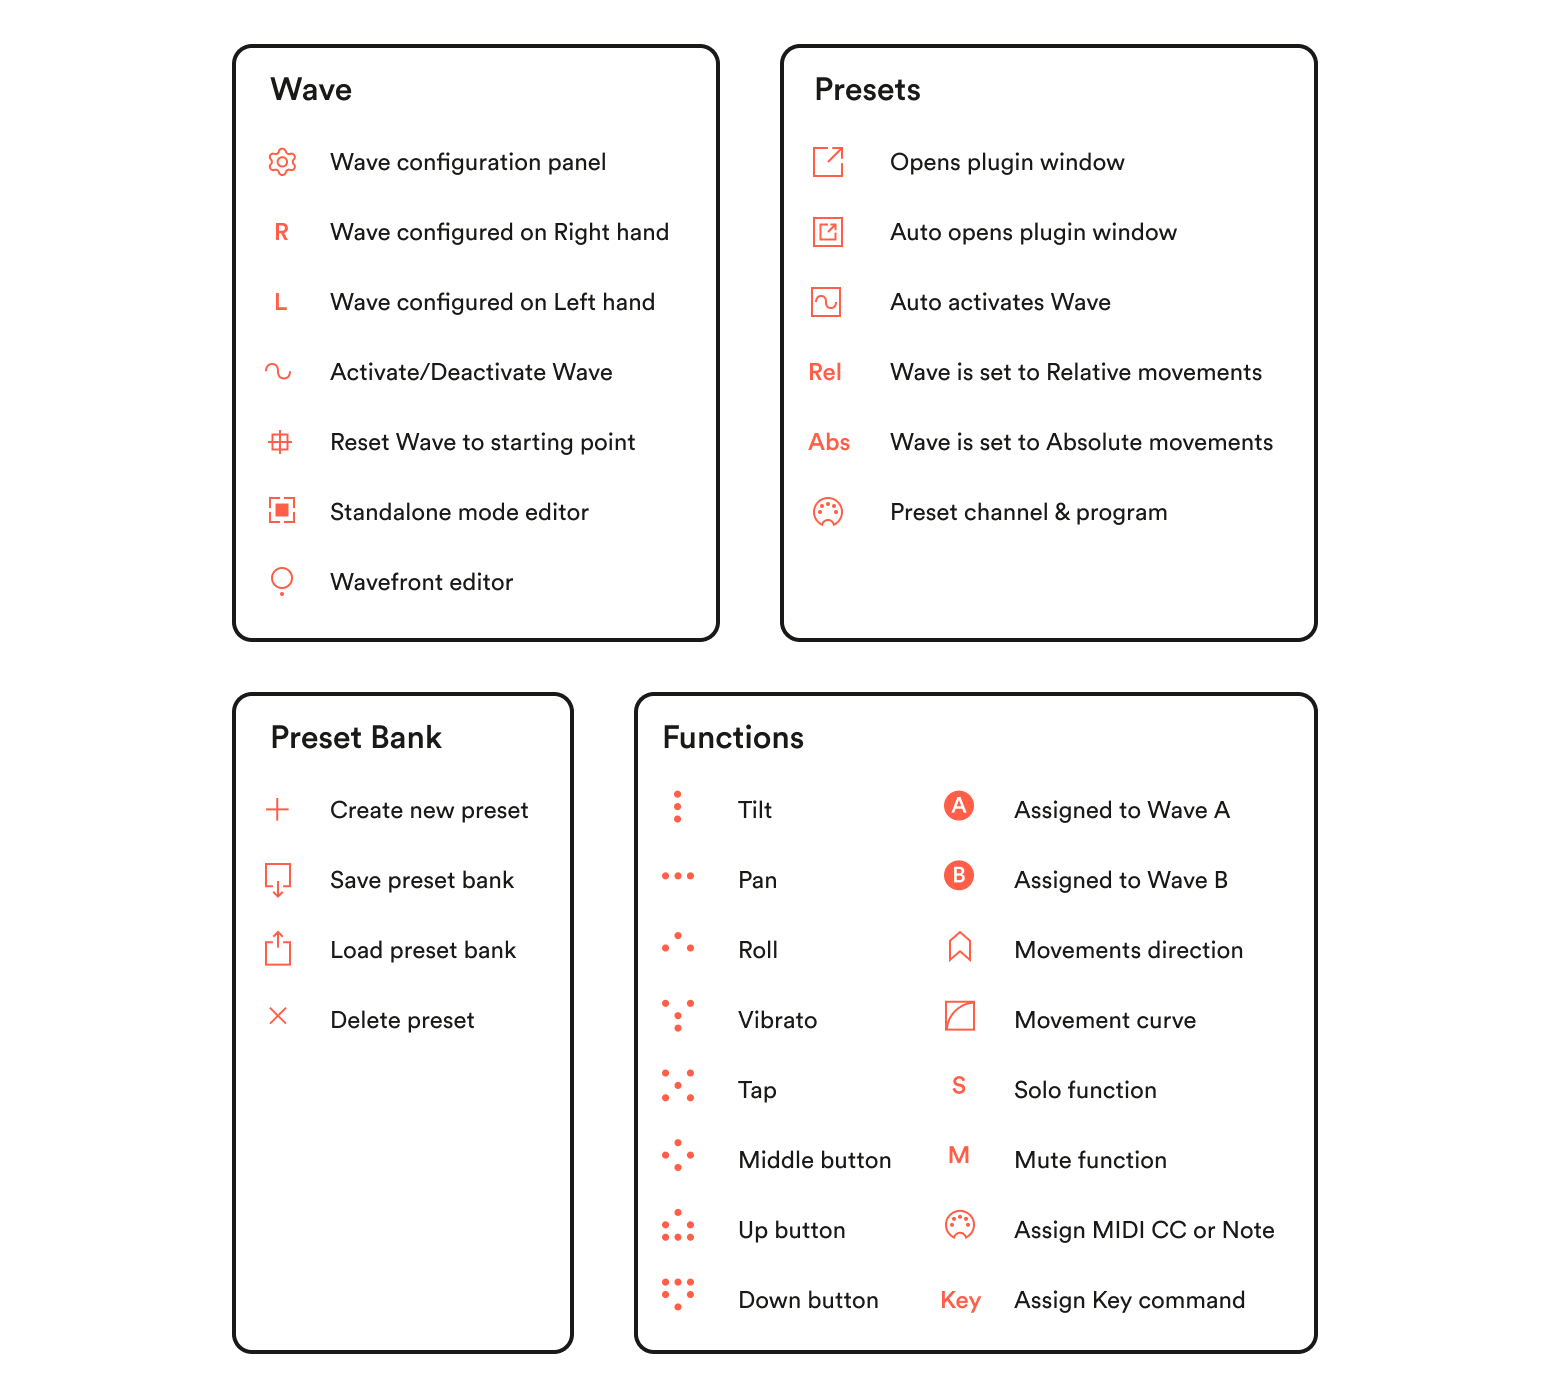 Wave
Wave configuration panel
R Wave configured on Right hand
L Wave configured on Left hand
Activate/Deactivate Wave
Reset Wave to starting point
Standalone mode editor
Wavefront editor
Presets
Opens plugin window
Auto opens plugin window
Auto activates Wave
Rel Wave is set to Relative movements
Abs Wave is set to Absolute movements
Preset channel & program
Preset Bank
Create new preset
Save preset bank
Load preset bank
Delete preset
Functions
Tilt
Pan
Roll
Vibrato
Tap
Middle button
Up button
Down button
A Assigned to Wave A
B Assigned to Wave B
Movements direction
Movement curve
S Solo function
M Mute function
Assign MIDI CC or Note
Key Assign Key command